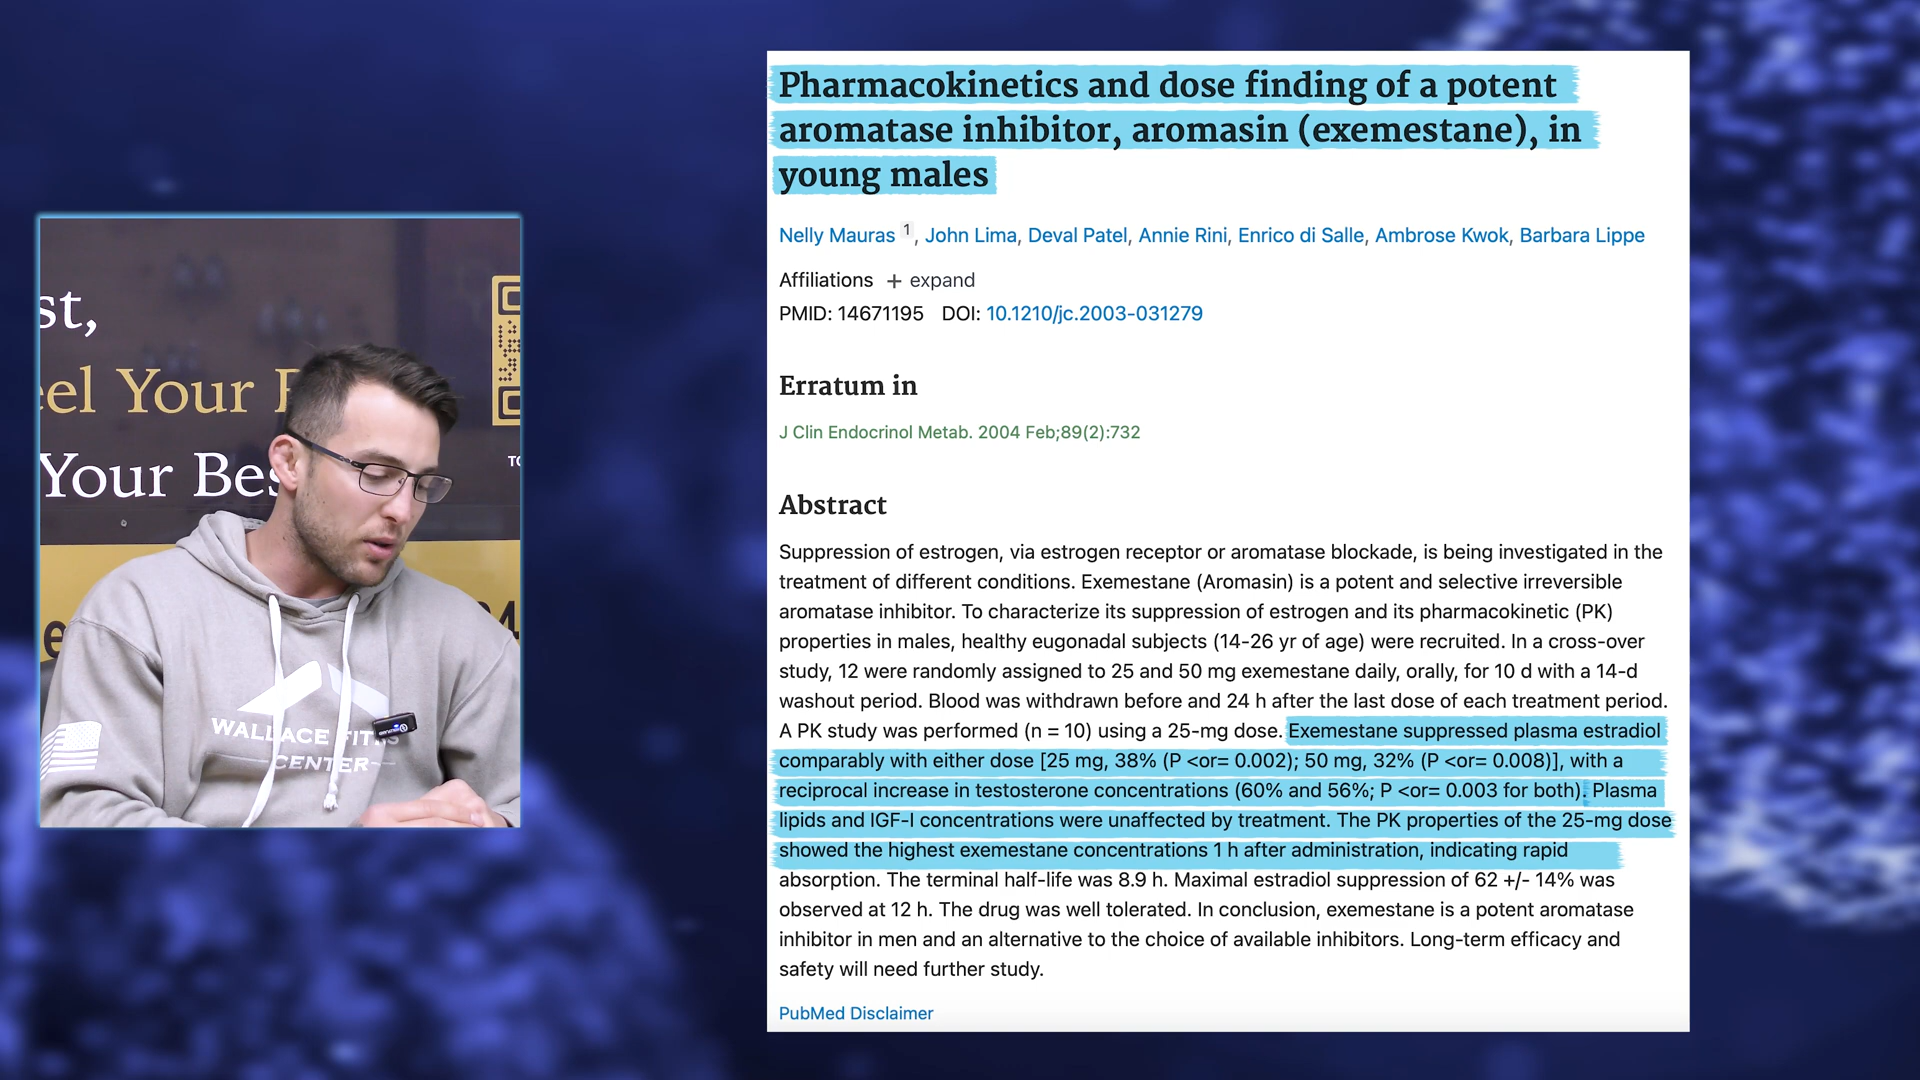 st,
eel Your B
Your Bes
TO
WALLACE FITNES
CENTER
Pharmacokinetics and dose finding of a potent
aromatase inhibitor, aromasin (exemestane), in
young males
Nelly Mauras 1, John Lima, Deval Patel, Annie Rini, Enrico di Salle, Ambrose Kwok, Barbara Lippe
Affiliations + expand
PMID: 14671195 DOI: 10.1210/jc.2003-031279
Erratum in
J Clin Endocrinol Metab. 2004 Feb;89(2):732
Abstract
Suppression of estrogen, via estrogen receptor or aromatase blockade, is being investigated in the
treatment of different conditions. Exemestane (Aromasin) is a potent and selective irreversible
aromatase inhibitor. To characterize its suppression of estrogen and its pharmacokinetic (PK)
properties in males, healthy eugonadal subjects (14-26 yr of age) were recruited. In a cross-over
study, 12 were randomly assigned to 25 and 50 mg exemestane daily, orally, for 10 d with a 14-d
washout period. Blood was withdrawn before and 24 h after the last dose of each treatment period.
A PK study was performed (n = 10) using a 25-mg dose. Exemestane suppressed plasma estradiol
comparably with either dose [25 mg, 38% (P <or= 0.002); 50 mg, 32% (P <or= 0.008)], with a
reciprocal increase in testosterone concentrations (60% and 56%; P <or= 0.003 for both). Plasma
lipids and IGF-I concentrations were unaffected by treatment. The PK properties of the 25-mg dose
showed the highest exemestane concentrations 1 h after administration, indicating rapid
absorption. The terminal half-life was 8.9 h. Maximal estradiol suppression of 62 +/- 14% was
observed at 12 h. The drug was well tolerated. In conclusion, exemestane is a potent aromatase
inhibitor in men and an alternative to the choice of available inhibitors. Long-term efficacy and
safety will need further study.
PubMed Disclaimer